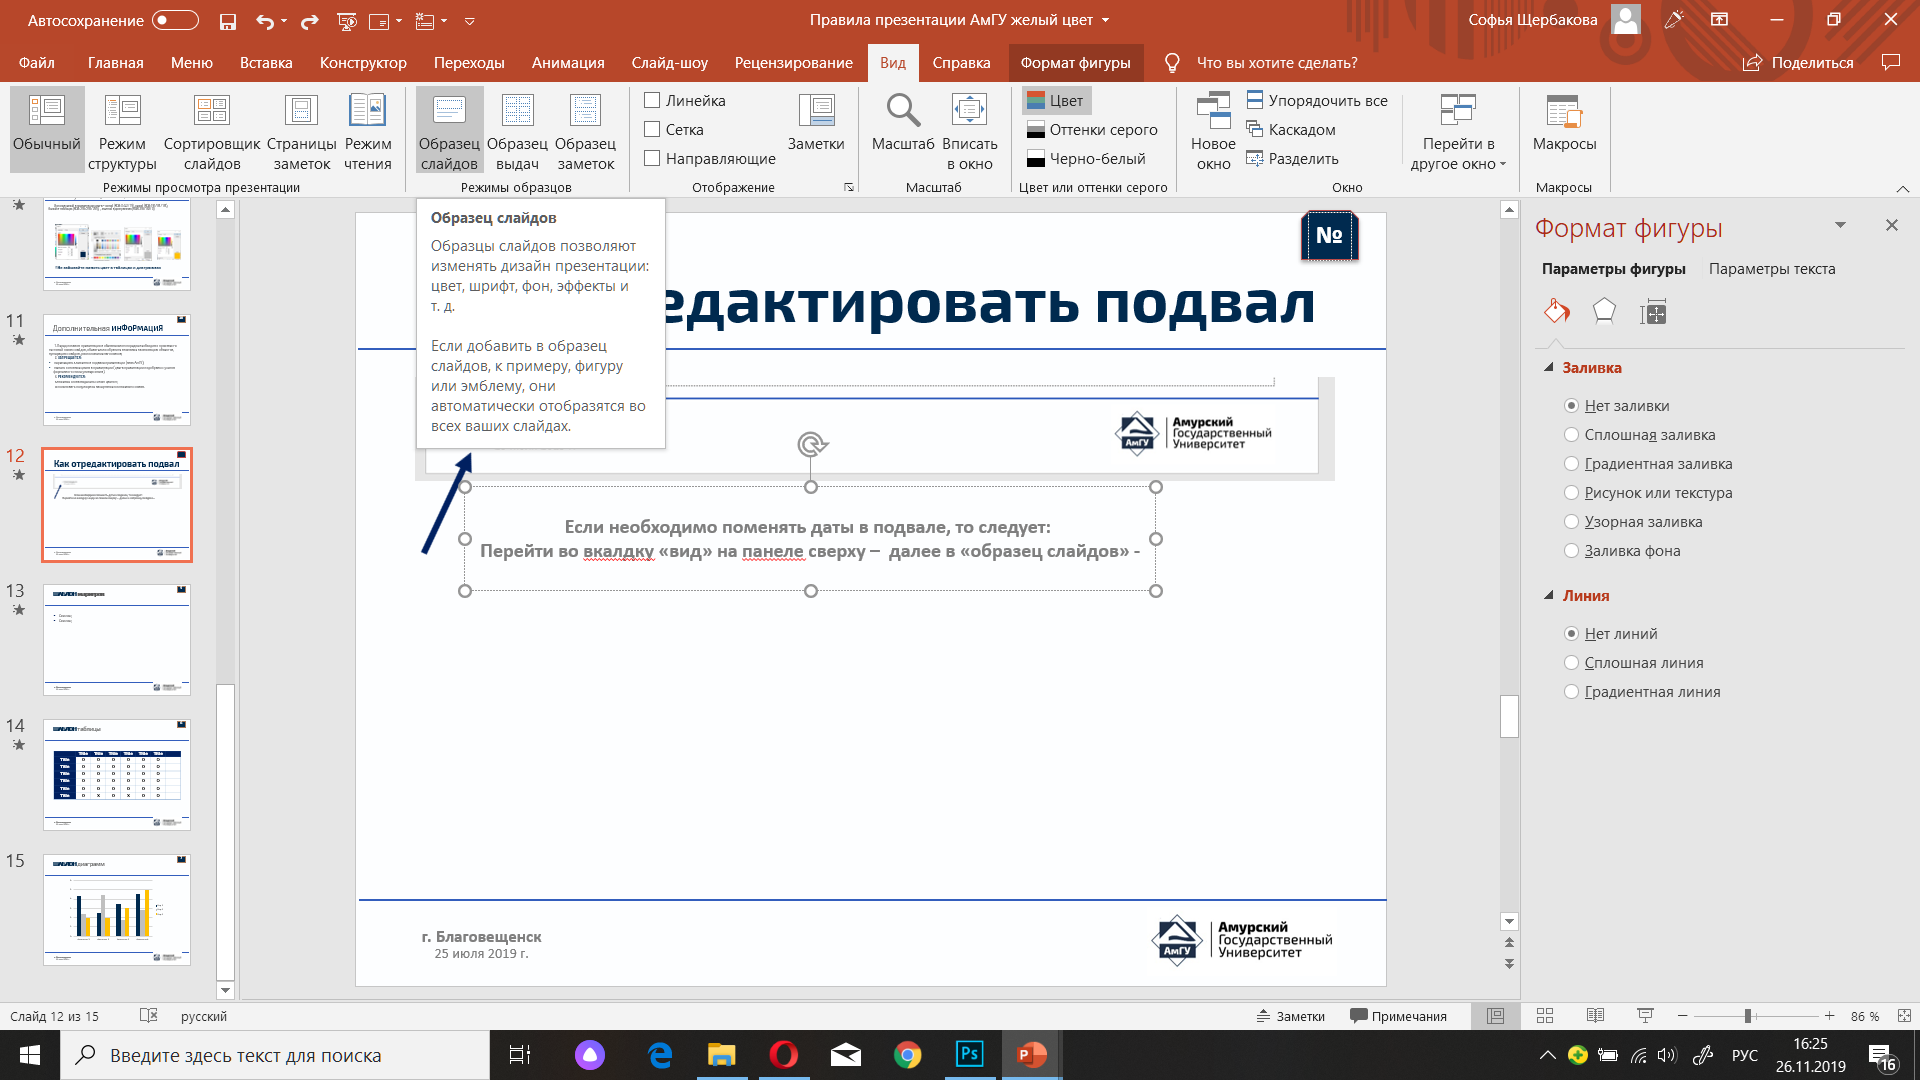 Автосохранение
Правила презентации АмГУ желый цвет
Софья Щербакова
Файл
Главная
Меню
Вставка
Конструктор
Переходы
Анимация
Слайд-шоу
Рецензирование
Вид
Справка
Формат фигуры
Что вы хотите сделать?
Поделиться
Обычный
Режим структуры
Сортировщик слайдов
Страницы заметок
Режим чтения
Режимы просмотра презентации
Образец слайдов
Образец выдач
Образец заметок
Режимы образцов
Линейка
Сетка
Направляющие
Отображение
Заметки
Масштаб
Вписать в окно
Масштаб
Цвет
Оттенки серого
Черно-белый
Цвет или оттенки серого
Новое окно
Упорядочить все
Каскадом
Разделить
Перейти в другое окно
Окно
Макросы
Макросы
Образец слайдов
Образцы слайдов позволяют
изменять дизайн презентации:
цвет, шрифт, фон, эффекты и
т. д.
Если добавить в образец
слайдов, к примеру, фигуру
или эмблему, они
автоматически отобразятся во
всех ваших слайдах.
11
Дополнительная инФоРмациЯ
12
Как отредактировать подвал
13
14
таблицы
15
диаграмм
№
едактировать подвал
АмГУ
Амурский
Государственный
Университет
Если необходимо поменять даты в подвале, то следует:
Перейти во вкалдку «вид» на панеле сверху – далее в «образец слайдов» -
г. Благовещенск
25 июля 2019 г.
АмГУ
Амурский
Государственный
Университет
Формат фигуры
Параметры фигуры
Параметры текста
Заливка
Нет заливки
Сплошная заливка
Градиентная заливка
Рисунок или текстура
Узорная заливка
Заливка фона
Линия
Нет линий
Сплошная линия
Градиентная линия
Слайд 12 из 15
русский
Заметки
Примечания
86 %
Введите здесь текст для поиска
Ps
P
РУС
16:25
26.11.2019
16